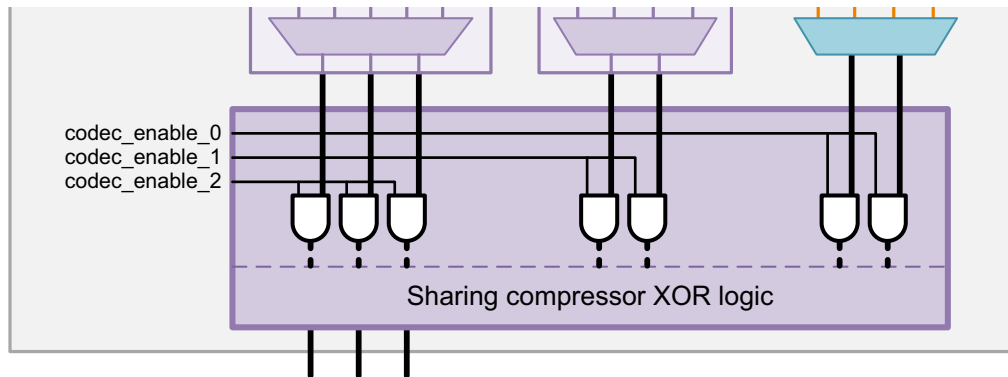 codec_enable_0
codec_enable_1
codec_enable_2
Sharing compressor XOR logic